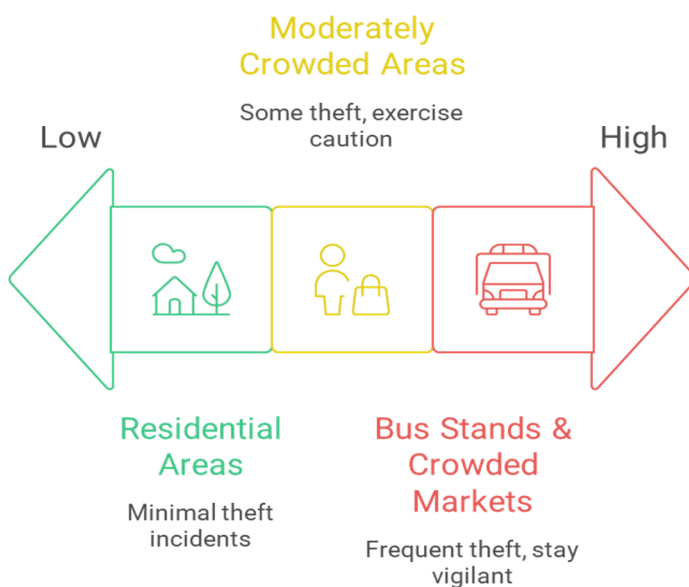 Moderately
Crowded Areas
Some theft, exercise
caution
Low
High
Residential
Areas
Minimal theft
incidents
Bus Stands &
Crowded
Markets
Frequent theft, stay
vigilant